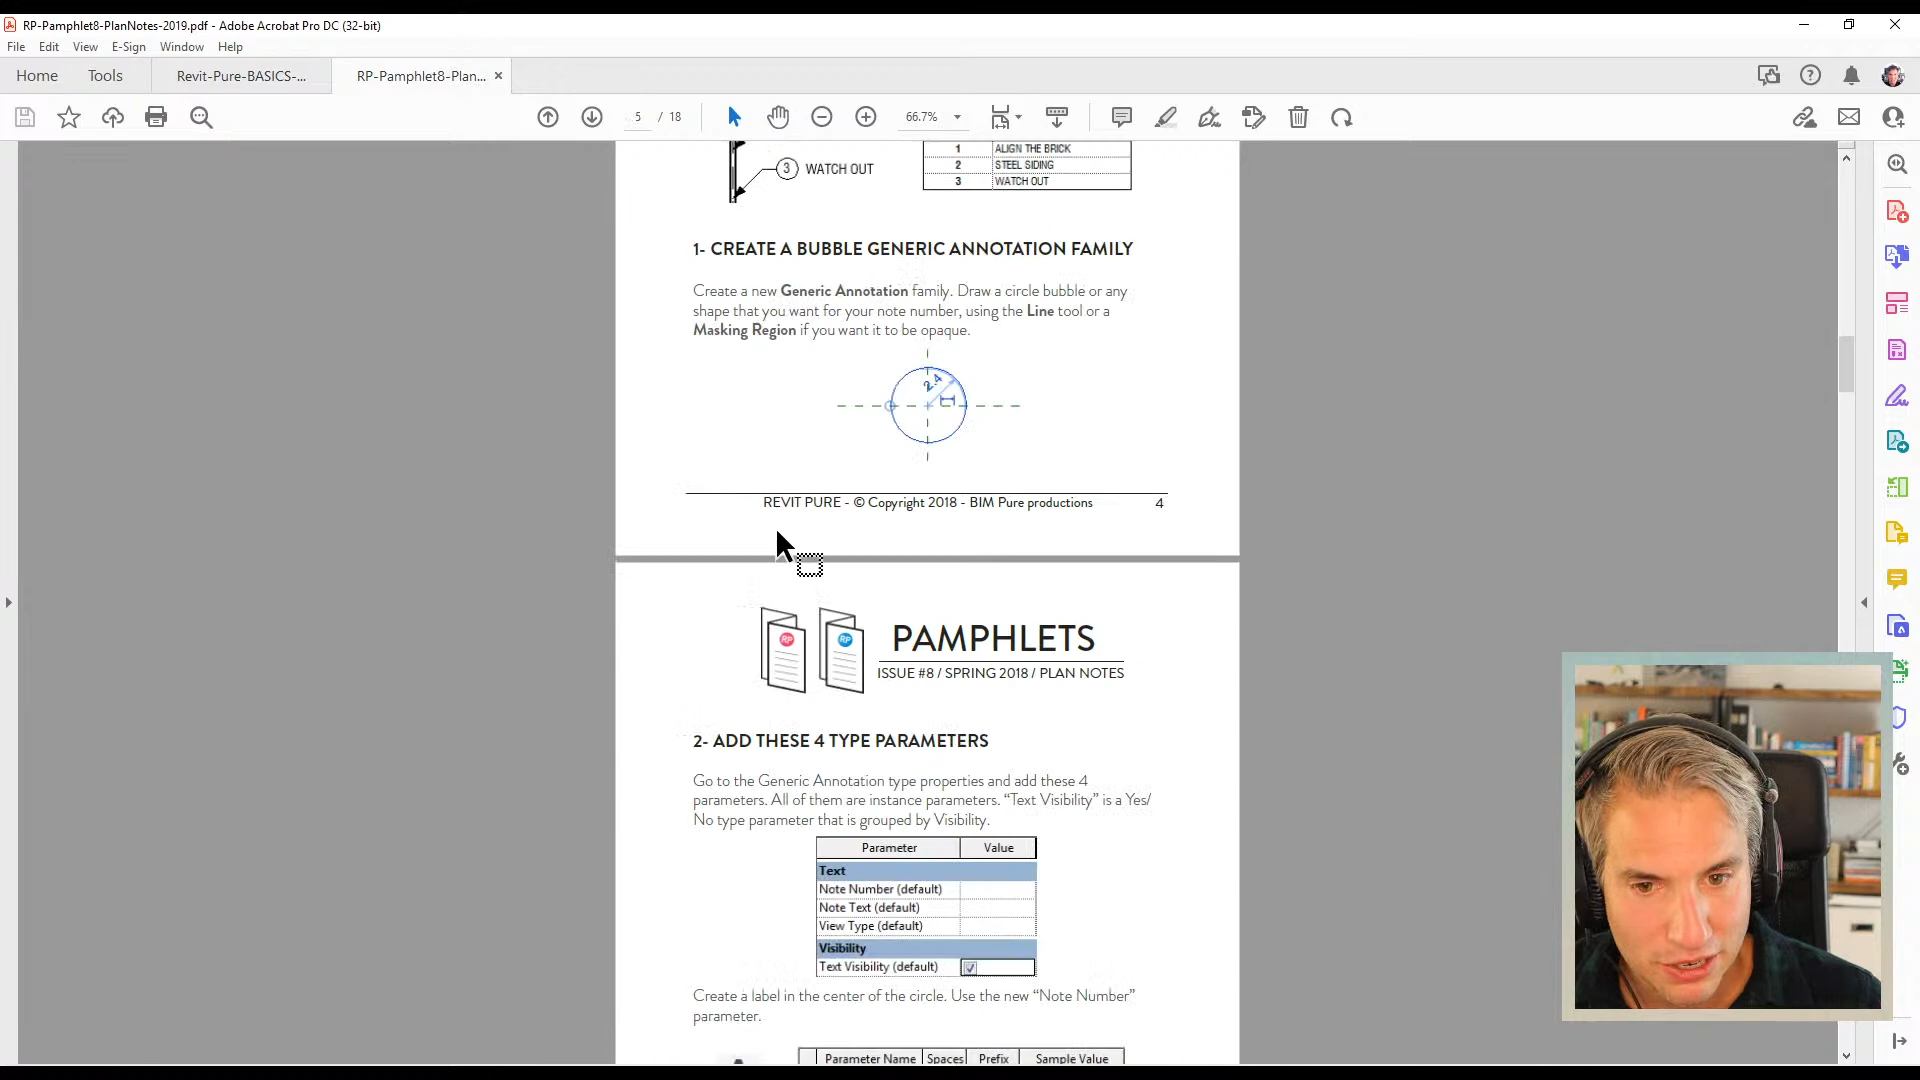 RP-Pamphlet8-PlanNotes-2019.pdf - Adobe Acrobat Pro DC (32-bit)
File Edit View E-Sign Window Help
Home Tools Revit-Pure-BASICS-... RP-Pamphlet8-Plan... ×
5 / 18 66.7%
3 WATCH OUT
1 ALIGN THE BRICK
2 STEEL SIDING
3 WATCH OUT
1- CREATE A BUBBLE GENERIC ANNOTATION FAMILY
Create a new Generic Annotation family. Draw a circle bubble or any
shape that you want for your note number, using the Line tool or a
Masking Region if you want it to be opaque.
2.4
REVIT PURE - © Copyright 2018 - BIM Pure productions 4
RP RP
PAMPHLETS
ISSUE #8 / SPRING 2018 / PLAN NOTES
2- ADD THESE 4 TYPE PARAMETERS
Go to the Generic Annotation type properties and add these 4
parameters. All of them are instance parameters. “Text Visibility” is a Yes/
No type parameter that is grouped by Visibility.
Parameter Value
Text
Note Number (default)
Note Text (default)
View Type (default)
Visibility
Text Visibility (default)
Create a label in the center of the circle. Use the new “Note Number”
parameter.
Parameter Name Spaces Prefix Sample Value